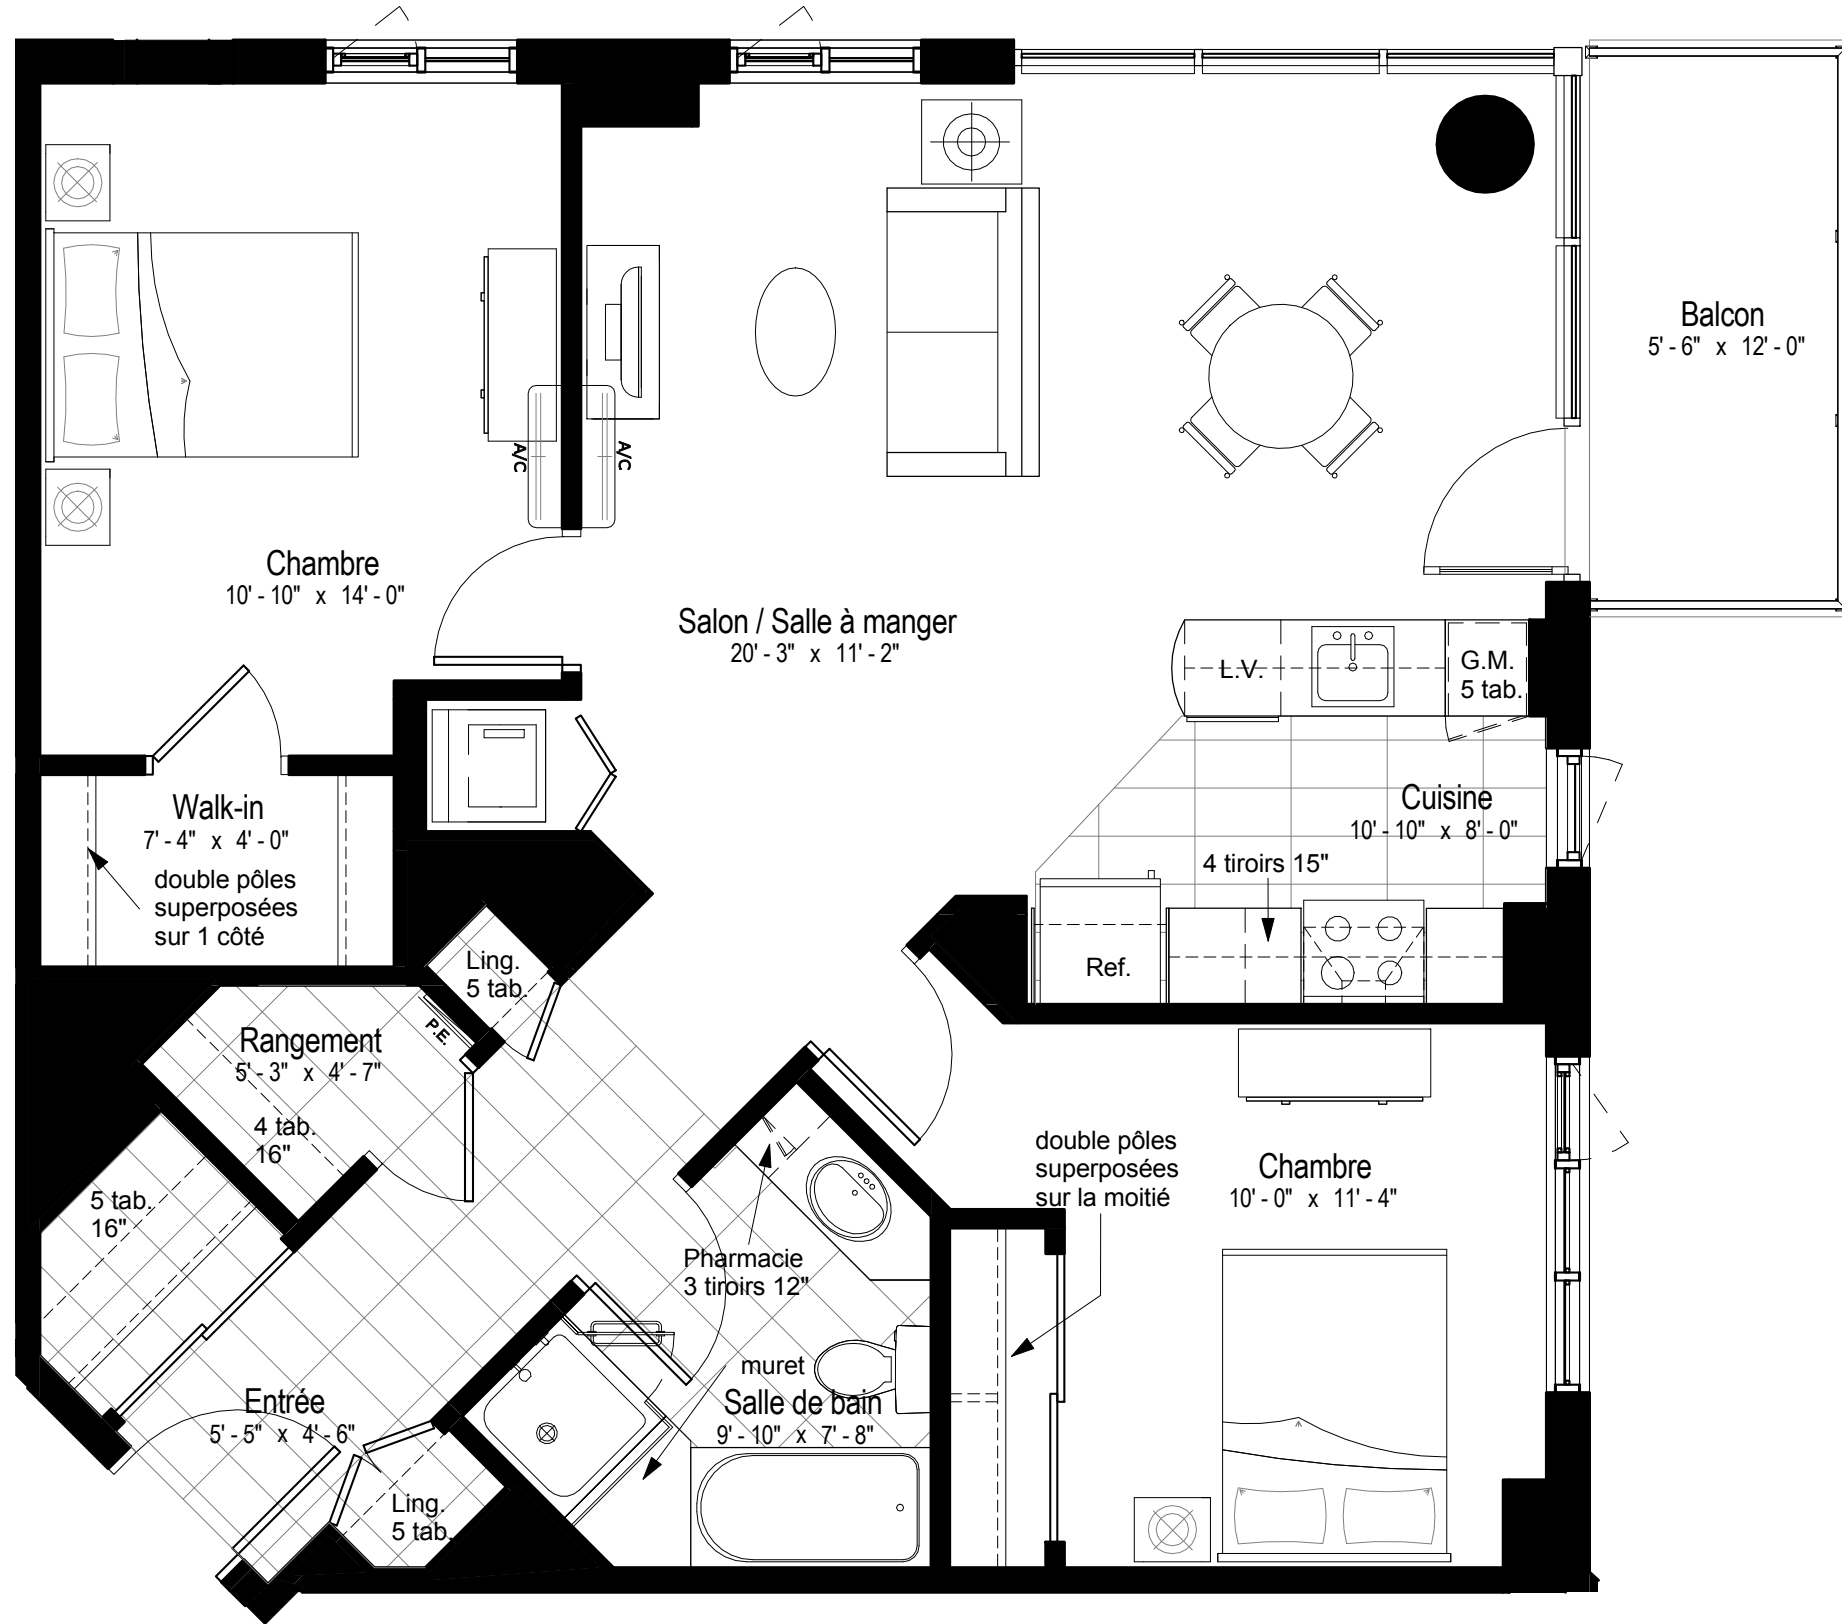 Balcon
5' - 6" x 12' - 0"
A/C
A/C
Chambre
10' - 10" x 14' - 0"
Salon / Salle à manger
20' - 3" x 11' - 2"
L.V.
G.M.
5 tab.
Walk-in
7' - 4" x 4' - 0"
double pôles
superposées
sur 1 côté
Cuisine
10' - 10" x 8' - 0"
4 tiroirs 15"
Ref.
Ling.
5 tab.
Rangement
5' - 3" x 4' - 7"
P.E.
4 tab.
16"
5 tab.
16"
double pôles
superposées
sur la moitié
Chambre
10' - 0" x 11' - 4"
Pharmacie
3 tiroirs 12"
muret
Salle de bain
9' - 10" x 7' - 8"
Entrée
5' - 5" x 4' - 6"
Ling.
5 tab.